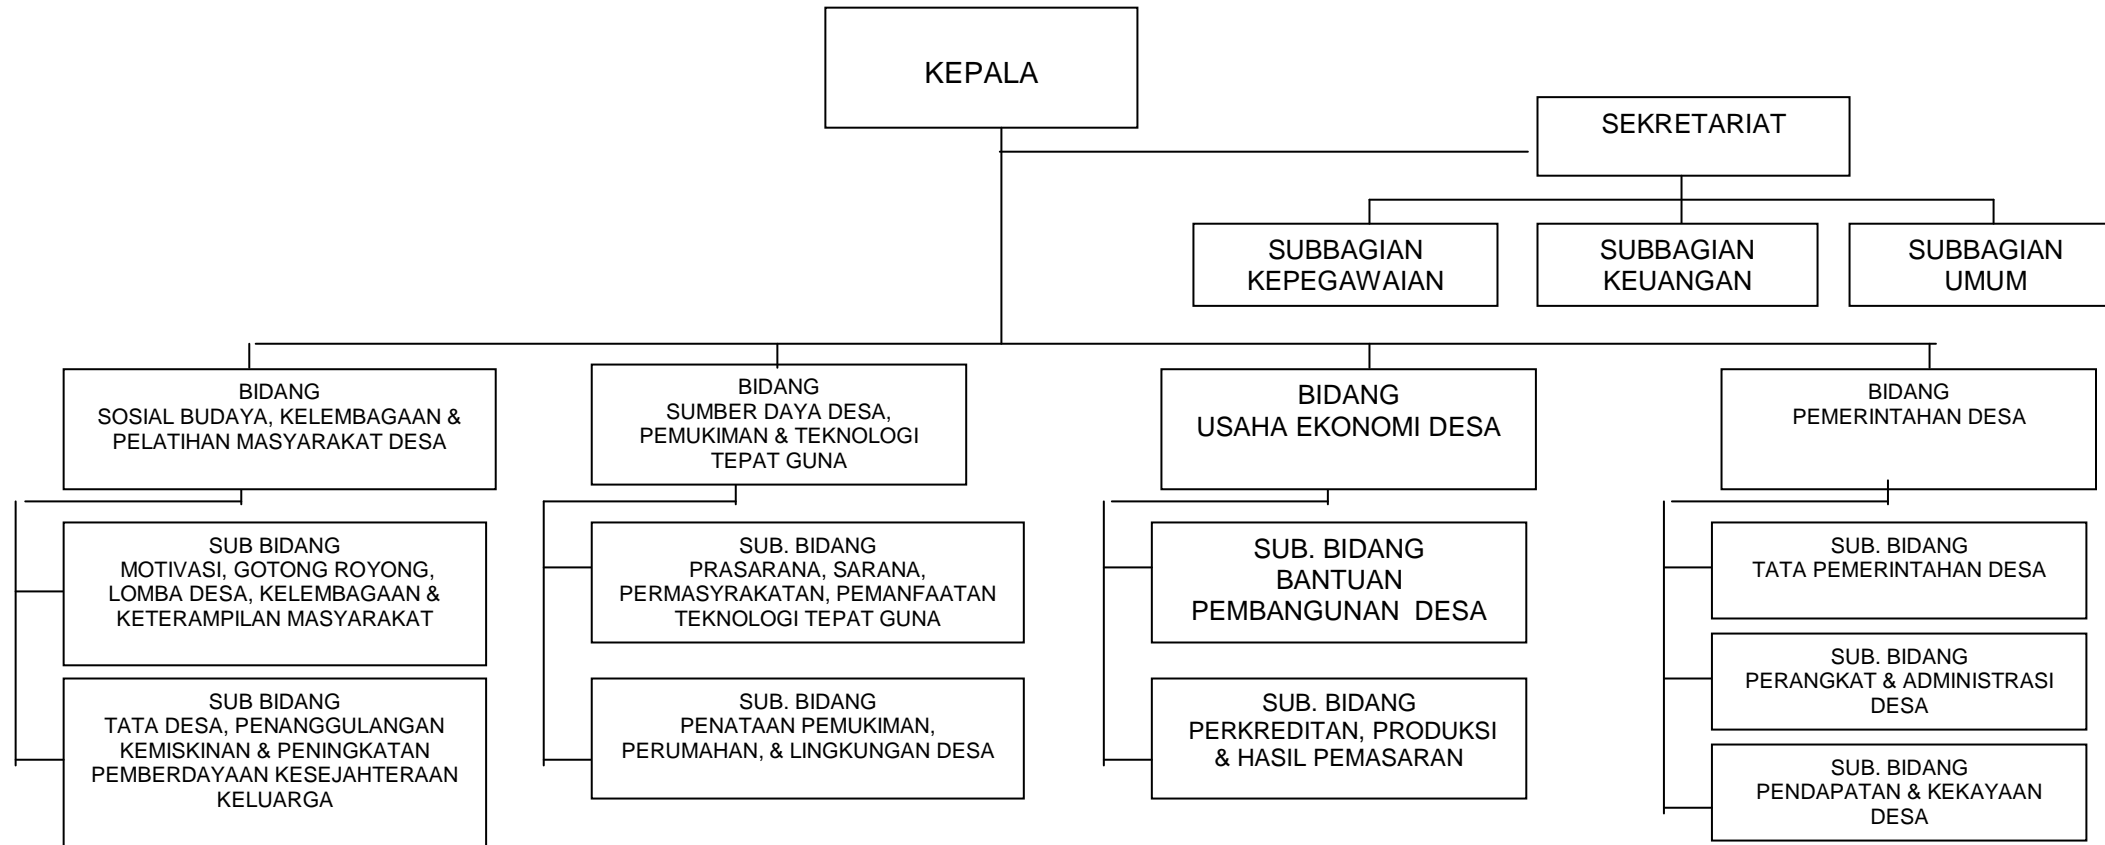 KEPALA
SEKRETARIAT
SUBBAGIAN
KEPEGAWAIAN
SUBBAGIAN
KEUANGAN
SUBBAGIAN
UMUM
BIDANG
SOSIAL BUDAYA, KELEMBAGAAN &
PELATIHAN MASYARAKAT DESA
BIDANG
SUMBER DAYA DESA,
PEMUKIMAN & TEKNOLOGI
TEPAT GUNA
BIDANG
USAHA EKONOMI DESA
BIDANG
PEMERINTAHAN DESA
SUB BIDANG
MOTIVASI, GOTONG ROYONG,
LOMBA DESA, KELEMBAGAAN &
KETERAMPILAN MASYARAKAT
SUB. BIDANG
PRASARANA, SARANA,
PERMASYRAKATAN, PEMANFAATAN
TEKNOLOGI TEPAT GUNA
SUB. BIDANG
BANTUAN
PEMBANGUNAN  DESA
SUB. BIDANG
TATA PEMERINTAHAN DESA
SUB. BIDANG
PERANGKAT & ADMINISTRASI
DESA
SUB BIDANG
TATA DESA, PENANGGULANGAN
KEMISKINAN & PENINGKATAN
PEMBERDAYAAN KESEJAHTERAAN
KELUARGA
SUB. BIDANG
PENATAAN PEMUKIMAN,
PERUMAHAN, & LINGKUNGAN DESA
SUB. BIDANG
PERKREDITAN, PRODUKSI
& HASIL PEMASARAN
SUB. BIDANG
PENDAPATAN & KEKAYAAN
DESA